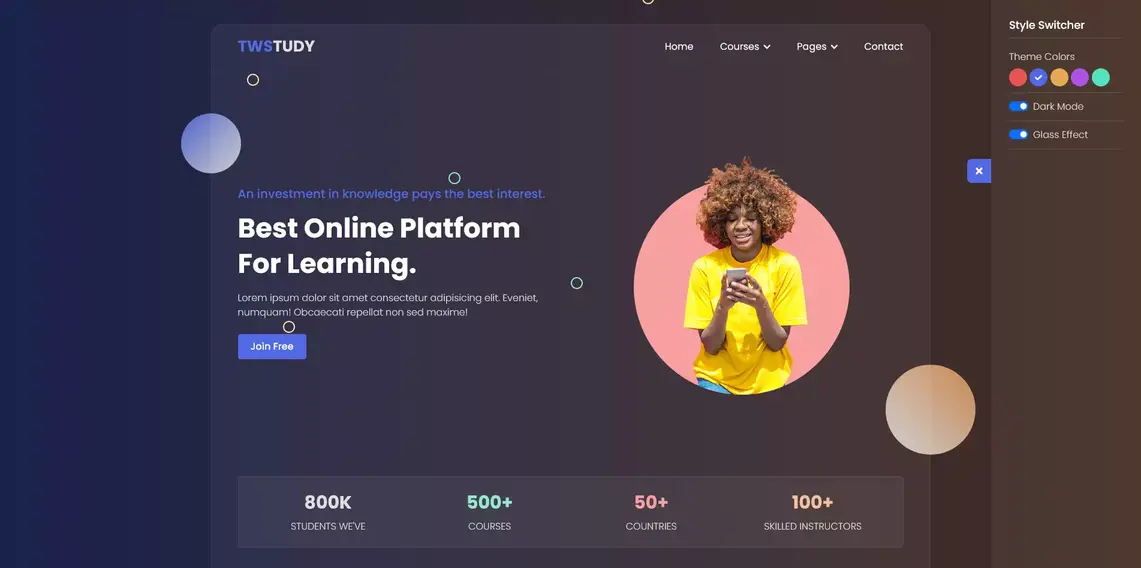 TWSTUDY
Home Courses Pages Contact
An investment in knowledge pays the best interest.
Best Online Platform
For Learning.
Lorem ipsum dolor sit amet consectetur adipisicing elit. Eveniet,
numquam! Obcaecati repellat non sed maxime!
Join Free
800K 500+ 50+ 100+
STUDENTS WE'VE COURSES COUNTRIES SKILLED INSTRUCTORS
Style Switcher
Theme Colors
Dark Mode
Glass Effect